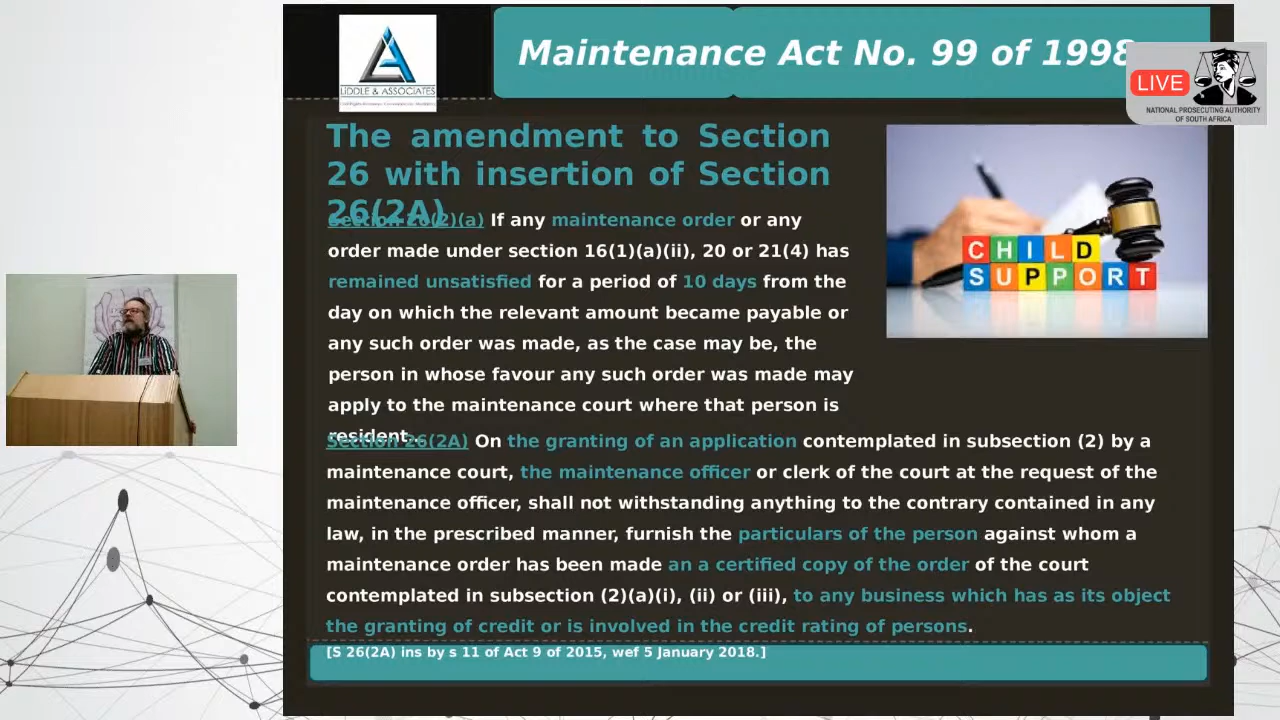 Maintenance Act No. 99 of 1998
LIVE
NATIONAL PROSECUTING AUTHORITY
OF SOUTH AFRICA
LIDDLE & ASSOCIATES
The amendment to Section
26 with insertion of Section
26(2A)
Section 26(2)(a) If any maintenance order or any
order made under section 16(1)(a)(ii), 20 or 21(4) has
remained unsatisfied for a period of 10 days from the
day on which the relevant amount became payable or
any such order was made, as the case may be, the
person in whose favour any such order was made may
apply to the maintenance court where that person is
resident...
CHILD
SUPPORT
Section 26(2A) On the granting of an application contemplated in subsection (2) by a
maintenance court, the maintenance officer or clerk of the court at the request of the
maintenance officer, shall not withstanding anything to the contrary contained in any
law, in the prescribed manner, furnish the particulars of the person against whom a
maintenance order has been made an a certified copy of the order of the court
contemplated in subsection (2)(a)(i), (ii) or (iii), to any business which has as its object
the granting of credit or is involved in the credit rating of persons.
[S 26(2A) ins by s 11 of Act 9 of 2015, wef 5 January 2018.]